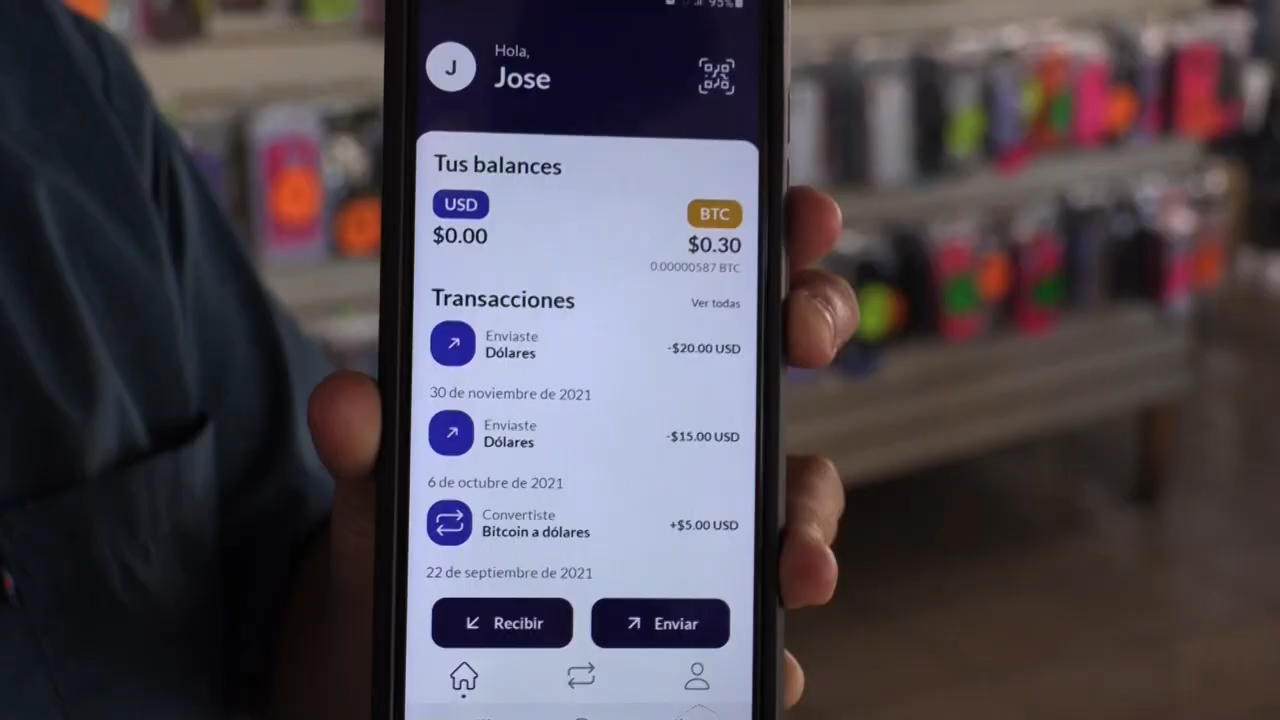 95%
J
Hola,
Jose
Tus balances
USD
BTC
$0.00
$0.30
0.00000587 BTC
Transacciones
Ver todas
Enviaste
Dólares
-$20.00 USD
30 de noviembre de 2021
Enviaste
Dólares
-$15.00 USD
6 de octubre de 2021
Convertiste
Bitcoin a dólares
+$5.00 USD
22 de septiembre de 2021
Recibir
Enviar